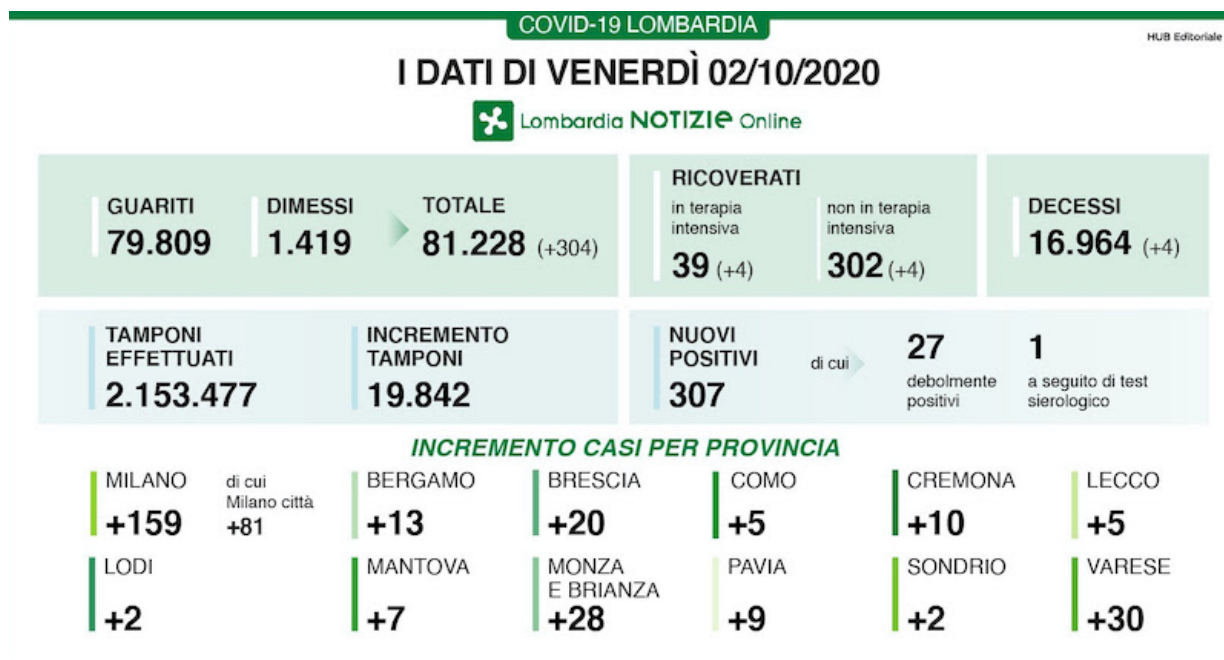 COVID-19 LOMBARDIA
HUB Editoriale
I DATI DI VENERDÌ 02/10/2020
Lombardia NOTIZIe Online
GUARITI
79.809
DIMESSI
1.419
TOTALE
81.228 (+304)
RICOVERATI
in terapia
intensiva
39 (+4)
non in terapia
intensiva
302 (+4)
DECESSI
16.964 (+4)
TAMPONI
EFFETTUATI
2.153.477
INCREMENTO
TAMPONI
19.842
NUOVI
POSITIVI
307
di cui
27
debolmente
positivi
1
a seguito di test
sierologico
INCREMENTO CASI PER PROVINCIA
MILANO
+159
di cui
Milano città
+81
BERGAMO
+13
BRESCIA
+20
COMO
+5
CREMONA
+10
LECCO
+5
LODI
+2
MANTOVA
+7
MONZA
E BRIANZA
+28
PAVIA
+9
SONDRIO
+2
VARESE
+30